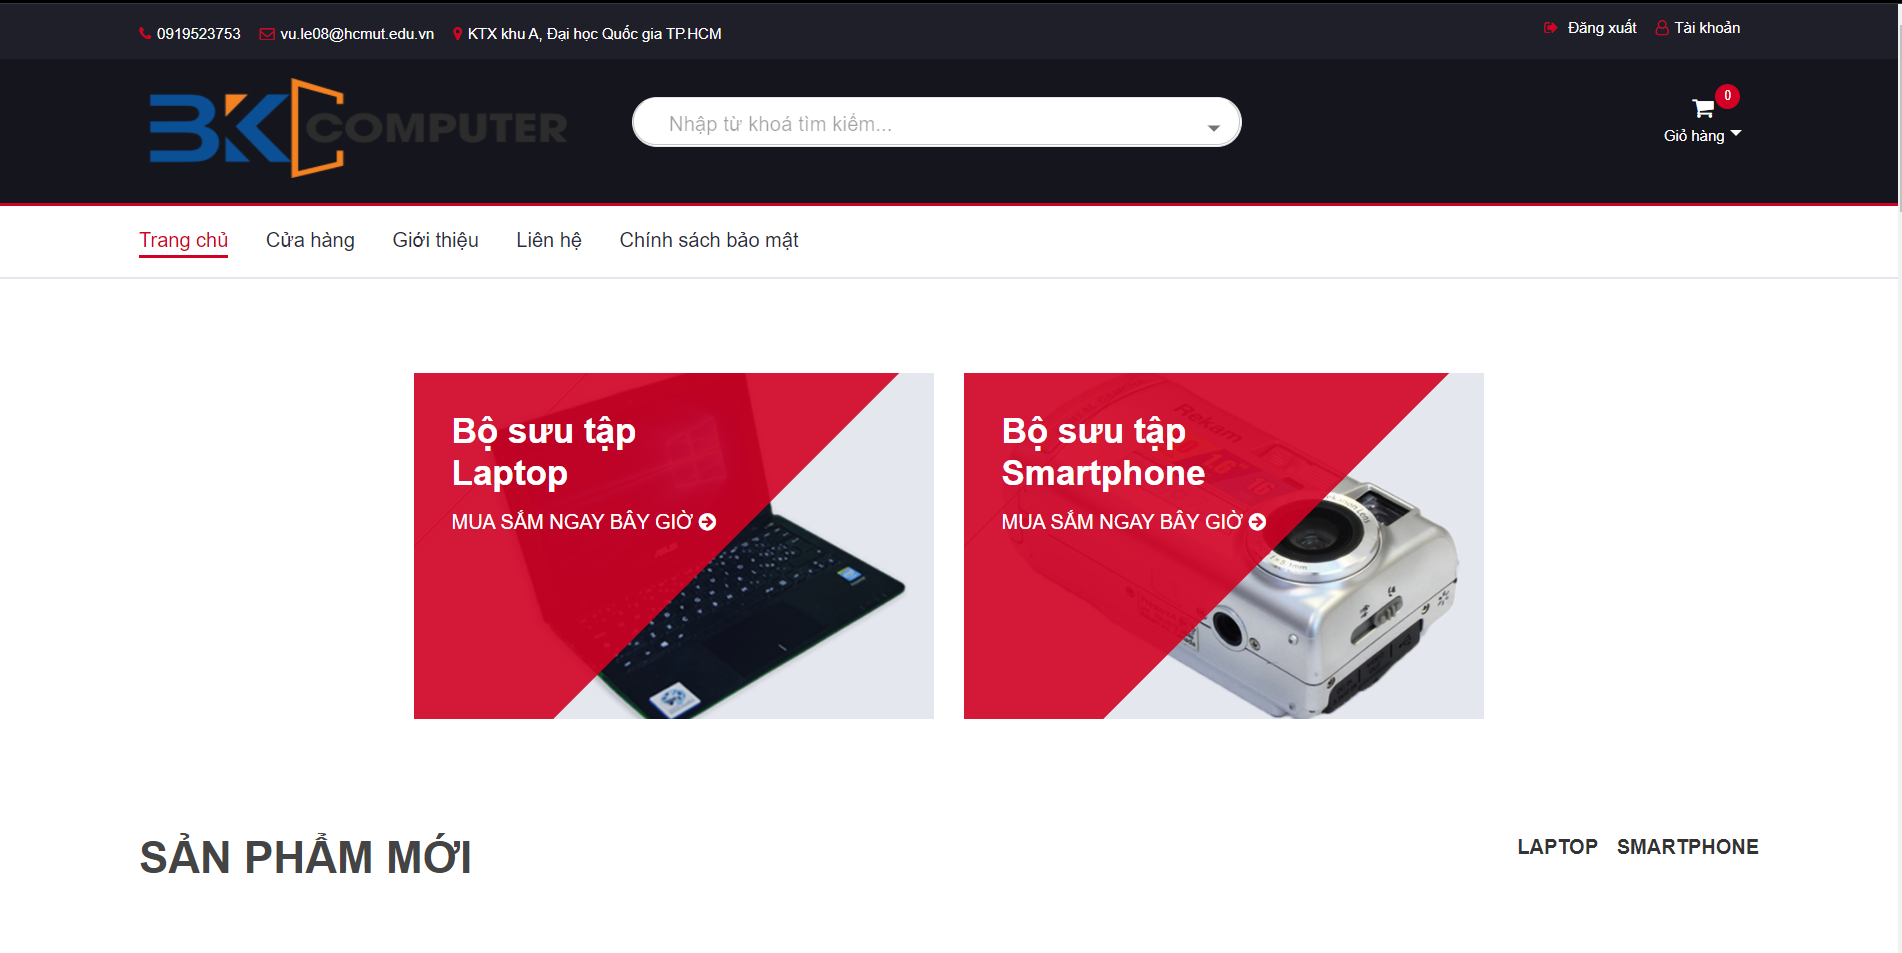 0919523753 vu.le08@hcmut.edu.vn KTX khu A, Đại học Quốc gia TP.HCM Đăng xuất Tài khoản
BK COMPUTER
Nhập từ khoá tìm kiếm...
0
Giỏ hàng
Trang chủ Cửa hàng Giới thiệu Liên hệ Chính sách bảo mật
Bộ sưu tập
Laptop
MUA SẮM NGAY BÂY GIỜ
Bộ sưu tập
Smartphone
MUA SẮM NGAY BÂY GIỜ
Rekam
SẢN PHẨM MỚI
LAPTOP SMARTPHONE